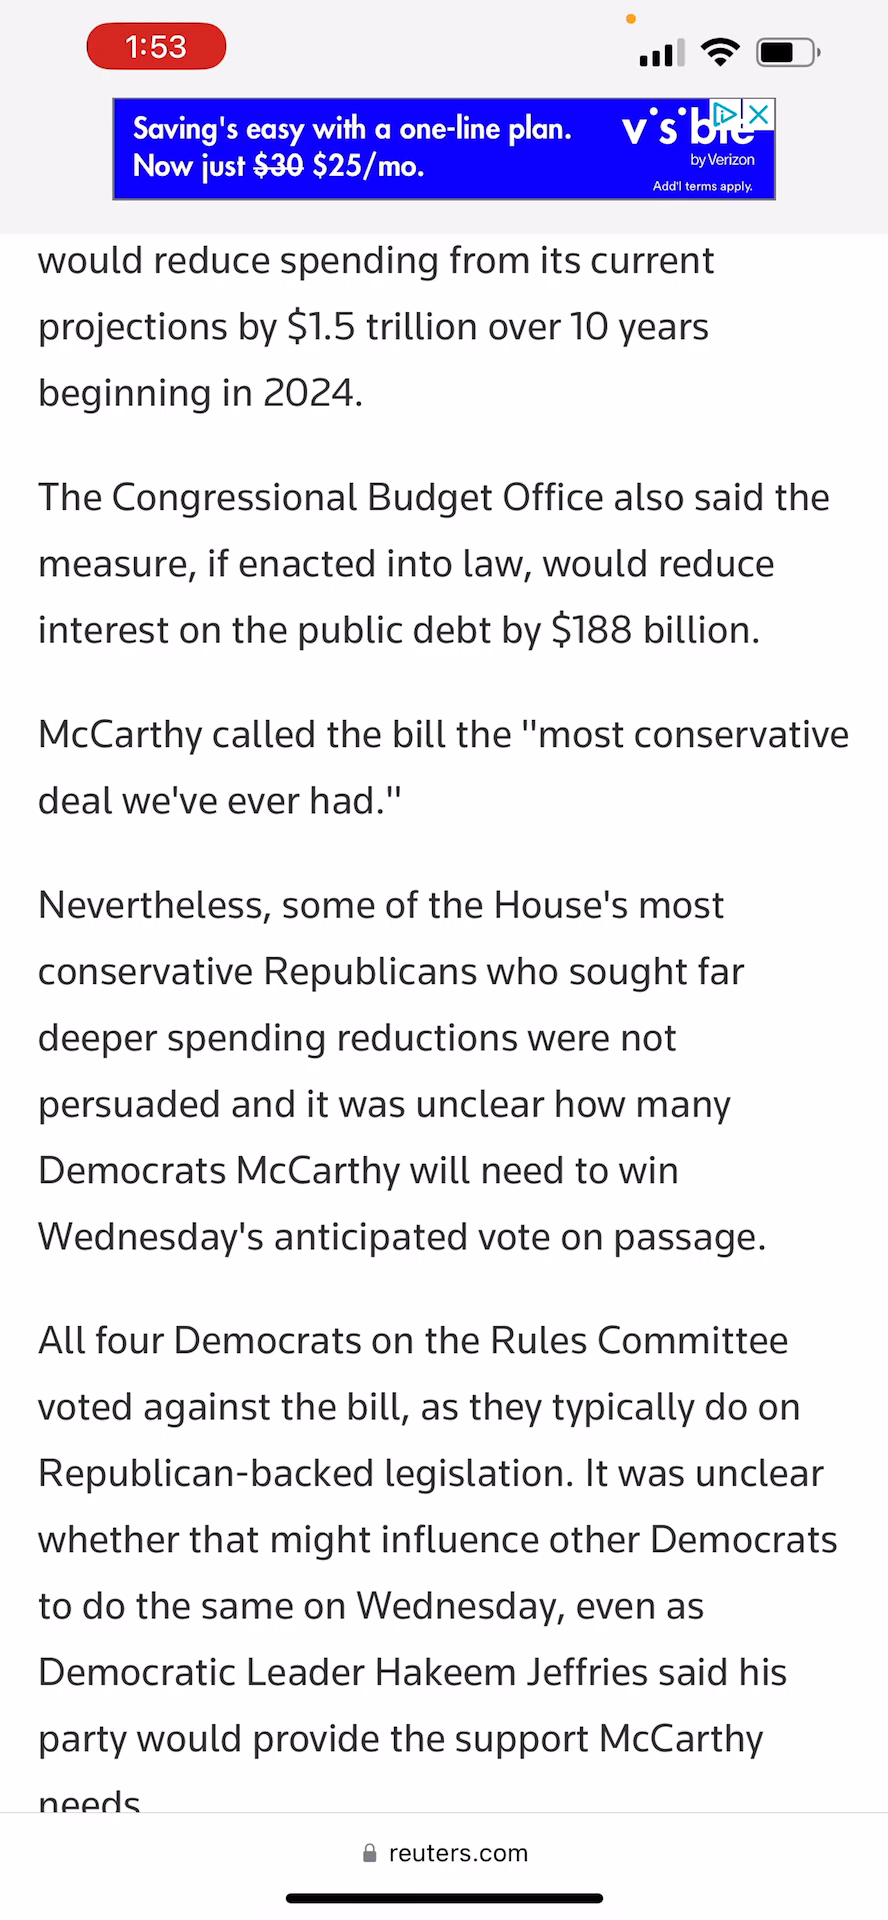 1:53
Saving's easy with a one-line plan.
Now just $30 $25/mo.
visible
by Verizon
Add'l terms apply.
would reduce spending from its current
projections by $1.5 trillion over 10 years
beginning in 2024.
The Congressional Budget Office also said the
measure, if enacted into law, would reduce
interest on the public debt by $188 billion.
McCarthy called the bill the "most conservative
deal we've ever had."
Nevertheless, some of the House's most
conservative Republicans who sought far
deeper spending reductions were not
persuaded and it was unclear how many
Democrats McCarthy will need to win
Wednesday's anticipated vote on passage.
All four Democrats on the Rules Committee
voted against the bill, as they typically do on
Republican-backed legislation. It was unclear
whether that might influence other Democrats
to do the same on Wednesday, even as
Democratic Leader Hakeem Jeffries said his
party would provide the support McCarthy
needs
reuters.com